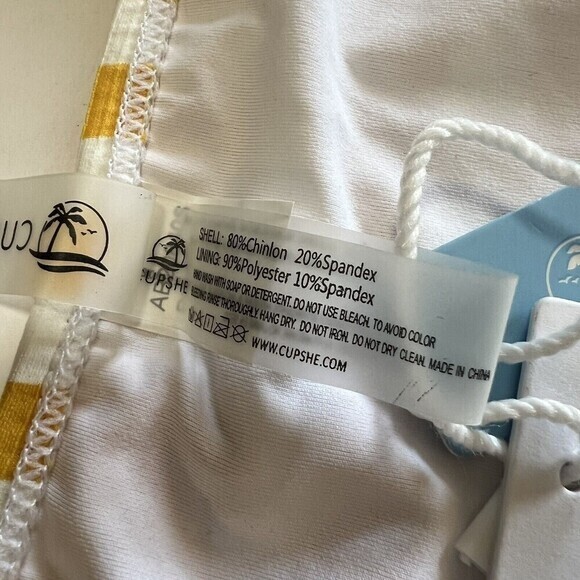 SHELL: 80%Chinlon 20%Spandex
LINING: 90%Polyester 10%Spandex
HAND WASH WITH SOAP OR DETERGENT. DO NOT USE BLEACH. TO AVOID COLOR
BLEEDING RINSE THOROUGHLY HANG DRY. DO NOT IRON. DO NOT DRY CLEAN. MADE IN CHINA
WWW.CUPSHE.COM
CUPSHE